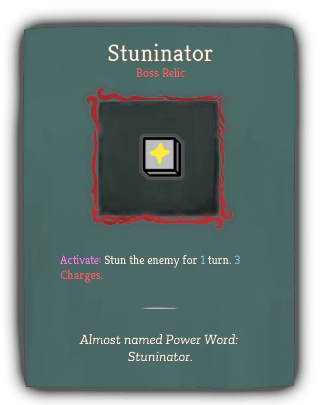 Stuninator
Boss Relic
Activate: Stun the enemy for 1 turn. 3
Charges.
Almost named Power Word:
Stuninator.